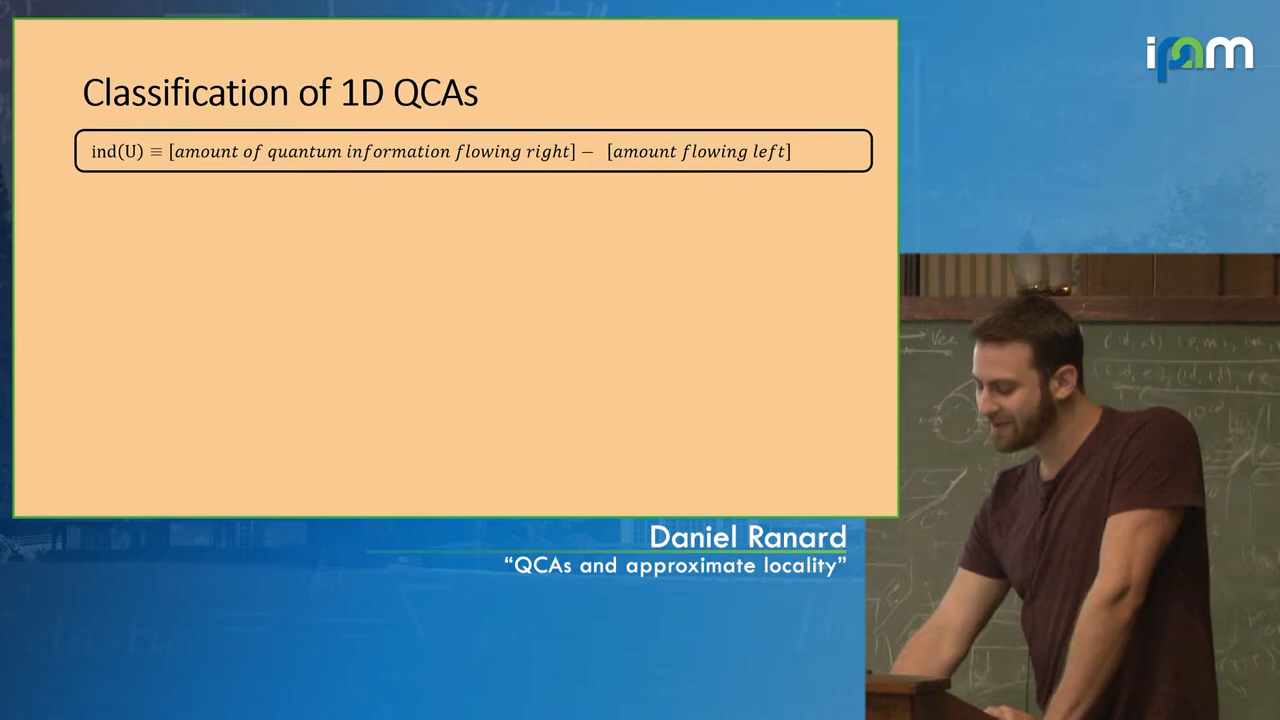 ipam
Classification of 1D QCAs
ind(U) ≡ [amount of quantum information flowing right] − [amount flowing left]
Daniel Ranard
“QCAs and approximate locality”